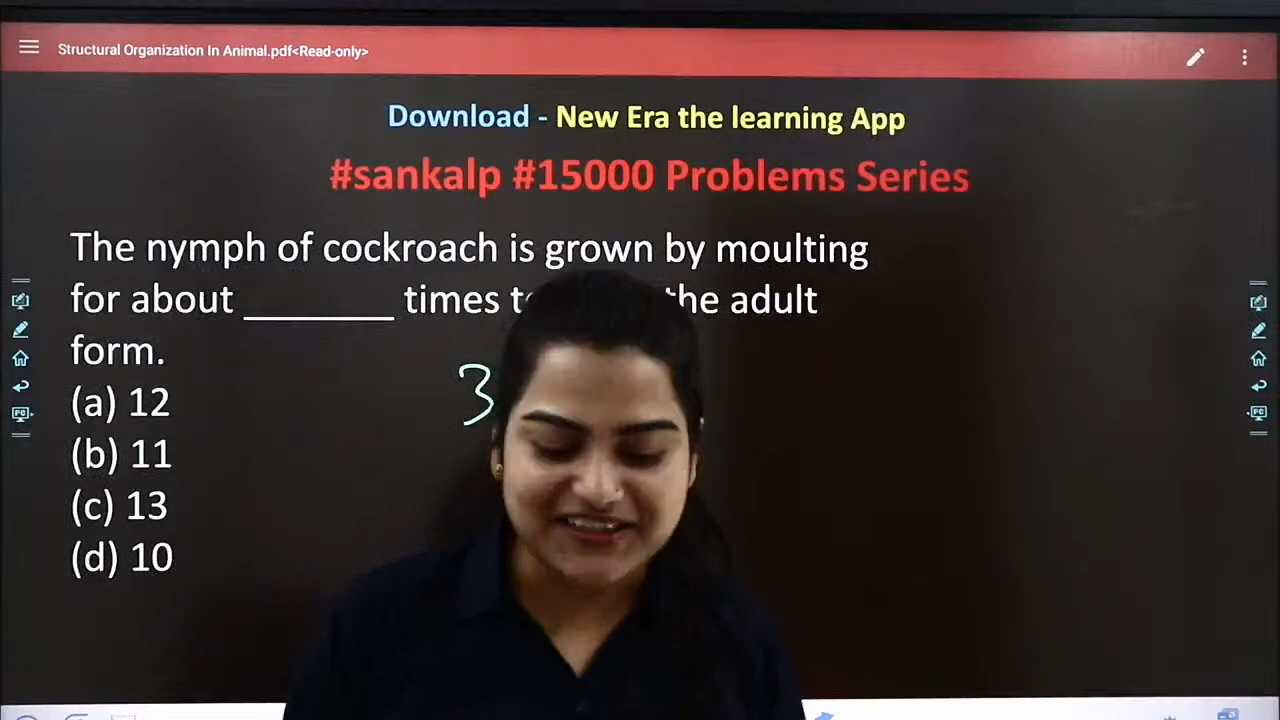 Structural Organization In Animal.pdf<Read-only>
Download - New Era the learning App
#sankalp #15000 Problems Series
The nymph of cockroach is grown by moulting
for about ________ times the adult
form.
3
(a) 12
(b) 11
(c) 13
(d) 10